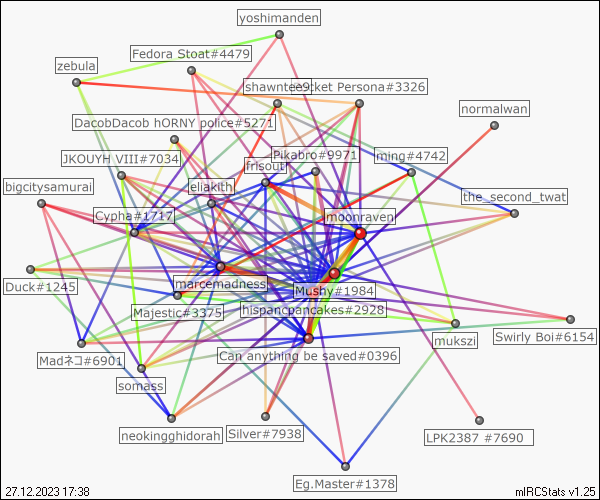 yoshimanden
Fedora Stoat#4479
zebula
shawntee
cket Persona#3326
normalwan
DacobDacob hORNY police#5271
JKOUYH VIII#7034
Pikabro#9971
ming#4742
frisout
bigcitysamurai
eliakith
the_second_twat
Cypha#1717
moonraven
Duck#1245
marcemadness
Mushy#1984
Majestic#3375
hispancpancakes#2928
mukszi
Swirly Boi#6154
Madネコ#6901
Can anything be saved#0396
somass
neokingghidorah
Silver#7938
LPK2387 #7690
Eg.Master#1378
27.12.2023 17:38
mIRCStats v1.25